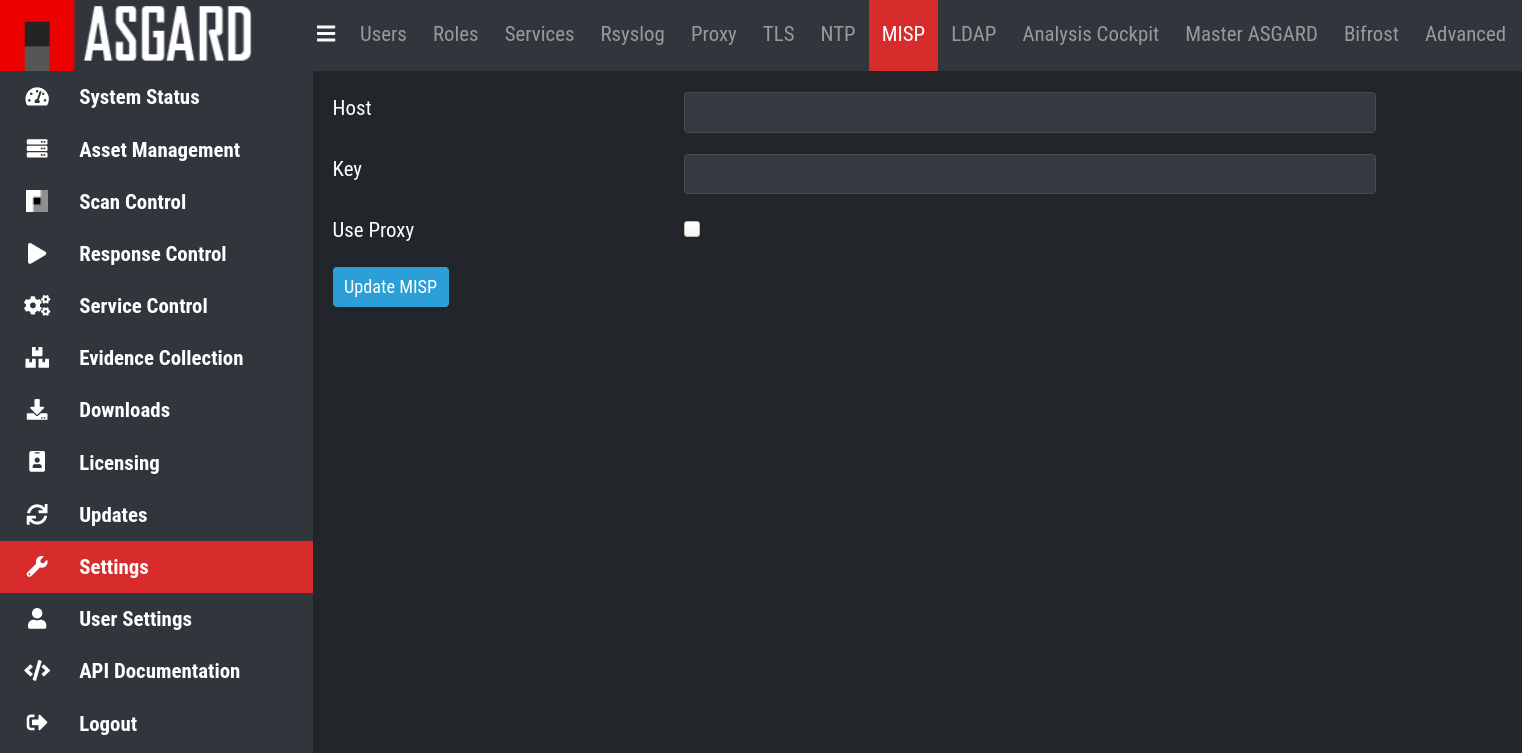 ASGARD
Users Roles Services Rsyslog Proxy TLS NTP MISP LDAP Analysis Cockpit Master ASGARD Bifrost Advanced
System Status
Asset Management
Scan Control
Response Control
Service Control
Evidence Collection
Downloads
Licensing
Updates
Settings
User Settings
API Documentation
Logout
Host
Key
Use Proxy
Update MISP